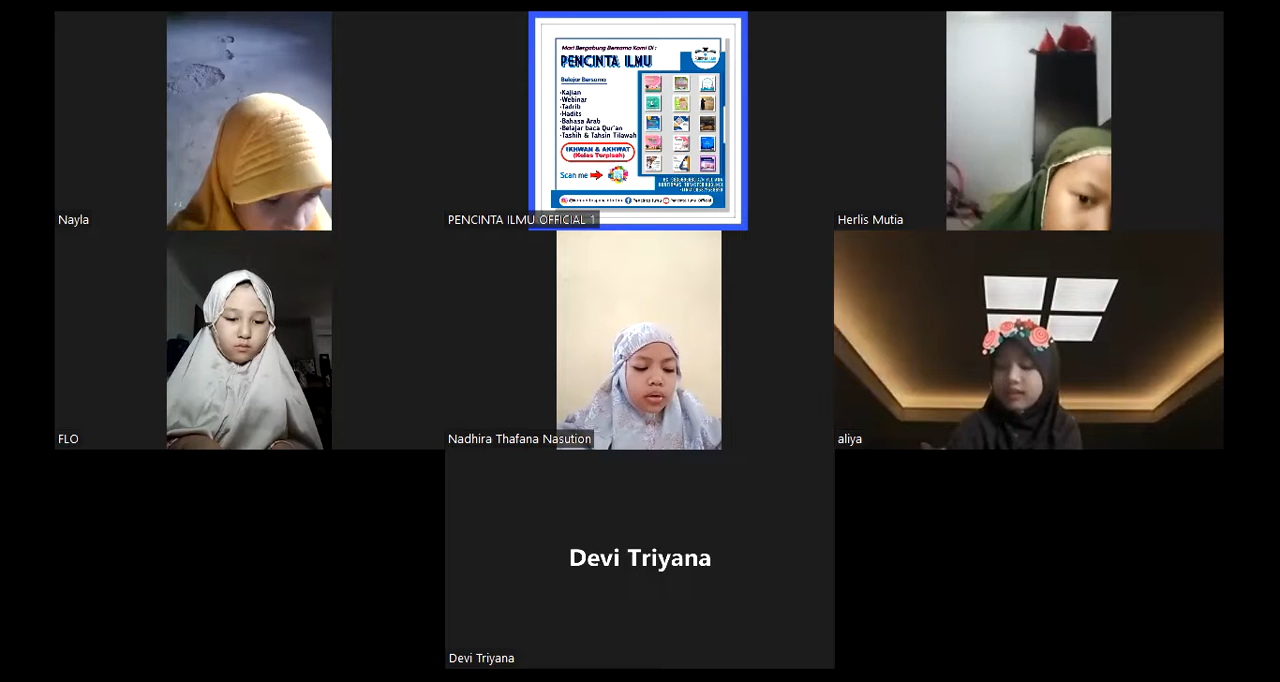 Nayla
Mari Bergabung Bersama Kami Di :
PENCINTA ILMU
Belajar Bersama
-Kajian
-Webinar
-Tadrib
-Hadits
-Bahasa Arab
-Belajar baca Qur'an
-Tashih & Tahsin Tilawah
IKHWAN & AKHWAT
(Kelas Terpisah)
Scan me
PENCINTA ILMU OFFICIAL 1
Herlis Mutia
FLO
Nadhira Thafana Nasution
aliya
Devi Triyana
Devi Triyana